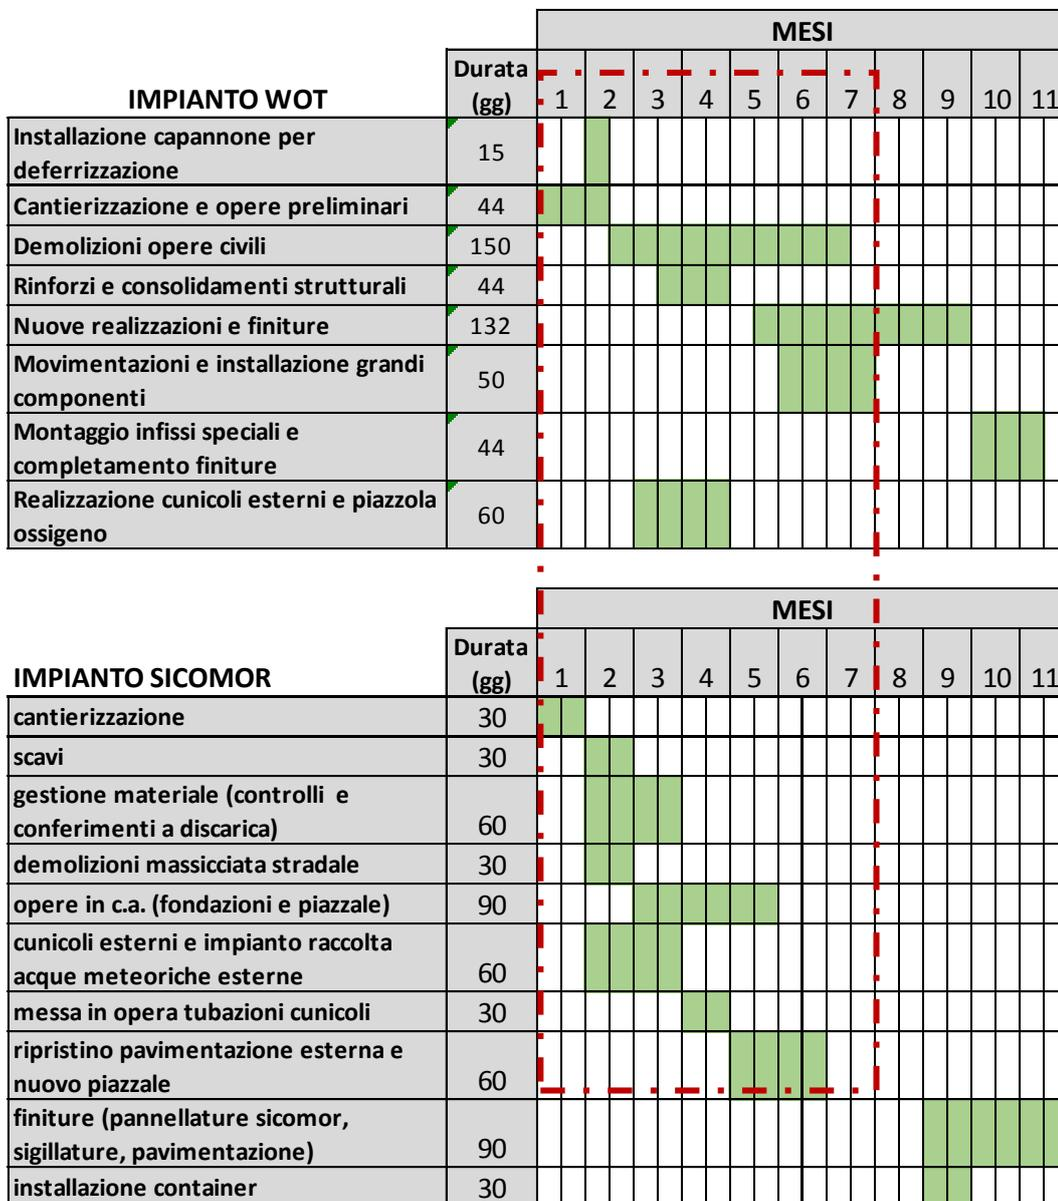 MESI
IMPIANTO WOT Durata (gg) 1 2 3 4 5 6 7 8 9 10 11
Installazione capannone per
deferrizzazione 15
Cantierizzazione e opere preliminari 44
Demolizioni opere civili 150
Rinforzi e consolidamenti strutturali 44
Nuove realizzazioni e finiture 132
Movimentazioni e installazione grandi
componenti 50
Montaggio infissi speciali e
completamento finiture 44
Realizzazione cunicoli esterni e piazzola
ossigeno 60
MESI
IMPIANTO SICOMOR Durata (gg) 1 2 3 4 5 6 7 8 9 10 11
cantierizzazione 30
scavi 30
gestione materiale (controlli e
conferimenti a discarica) 60
demolizioni massicciata stradale 30
opere in c.a. (fondazioni e piazzale) 90
cunicoli esterni e impianto raccolta
acque meteoriche esterne 60
messa in opera tubazioni cunicoli 30
ripristino pavimentazione esterna e
nuovo piazzale 60
finiture (pannellature sicomor,
sigillature, pavimentazione) 90
installazione container 30